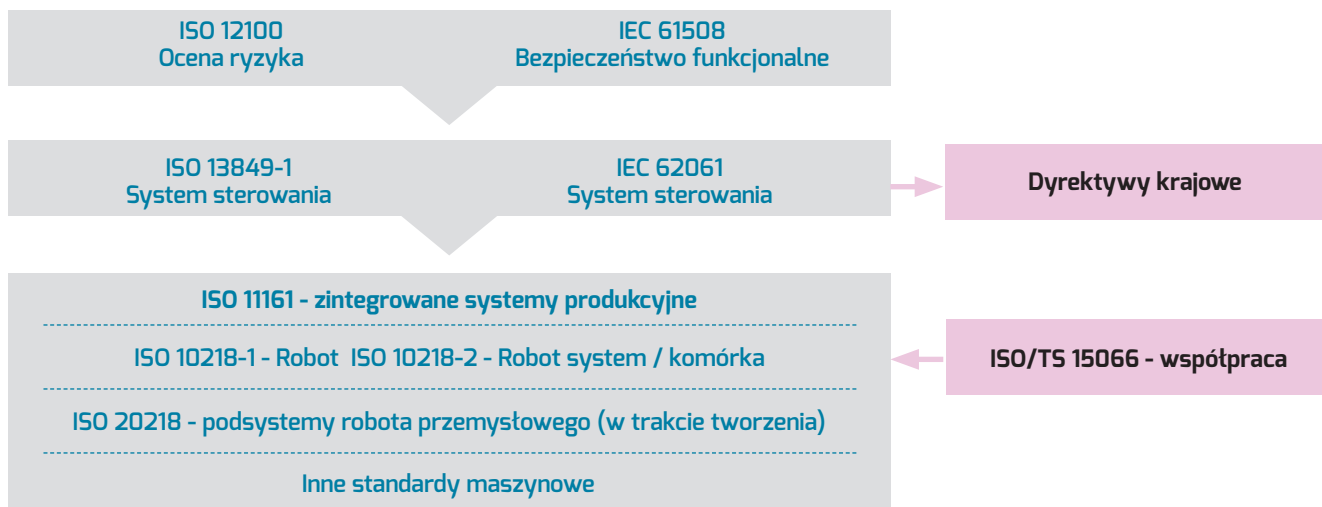 ISO 12100
Ocena ryzyka
IEC 61508
Bezpieczeństwo funkcjonalne
ISO 13849-1
System sterowania
IEC 62061
System sterowania
Dyrektywy krajowe
ISO 11161 - zintegrowane systemy produkcyjne
ISO 10218-1 - Robot ISO 10218-2 - Robot system / komórka
ISO/TS 15066 - współpraca
ISO 20218 - podsystemy robota przemysłowego (w trakcie tworzenia)
Inne standardy maszynowe